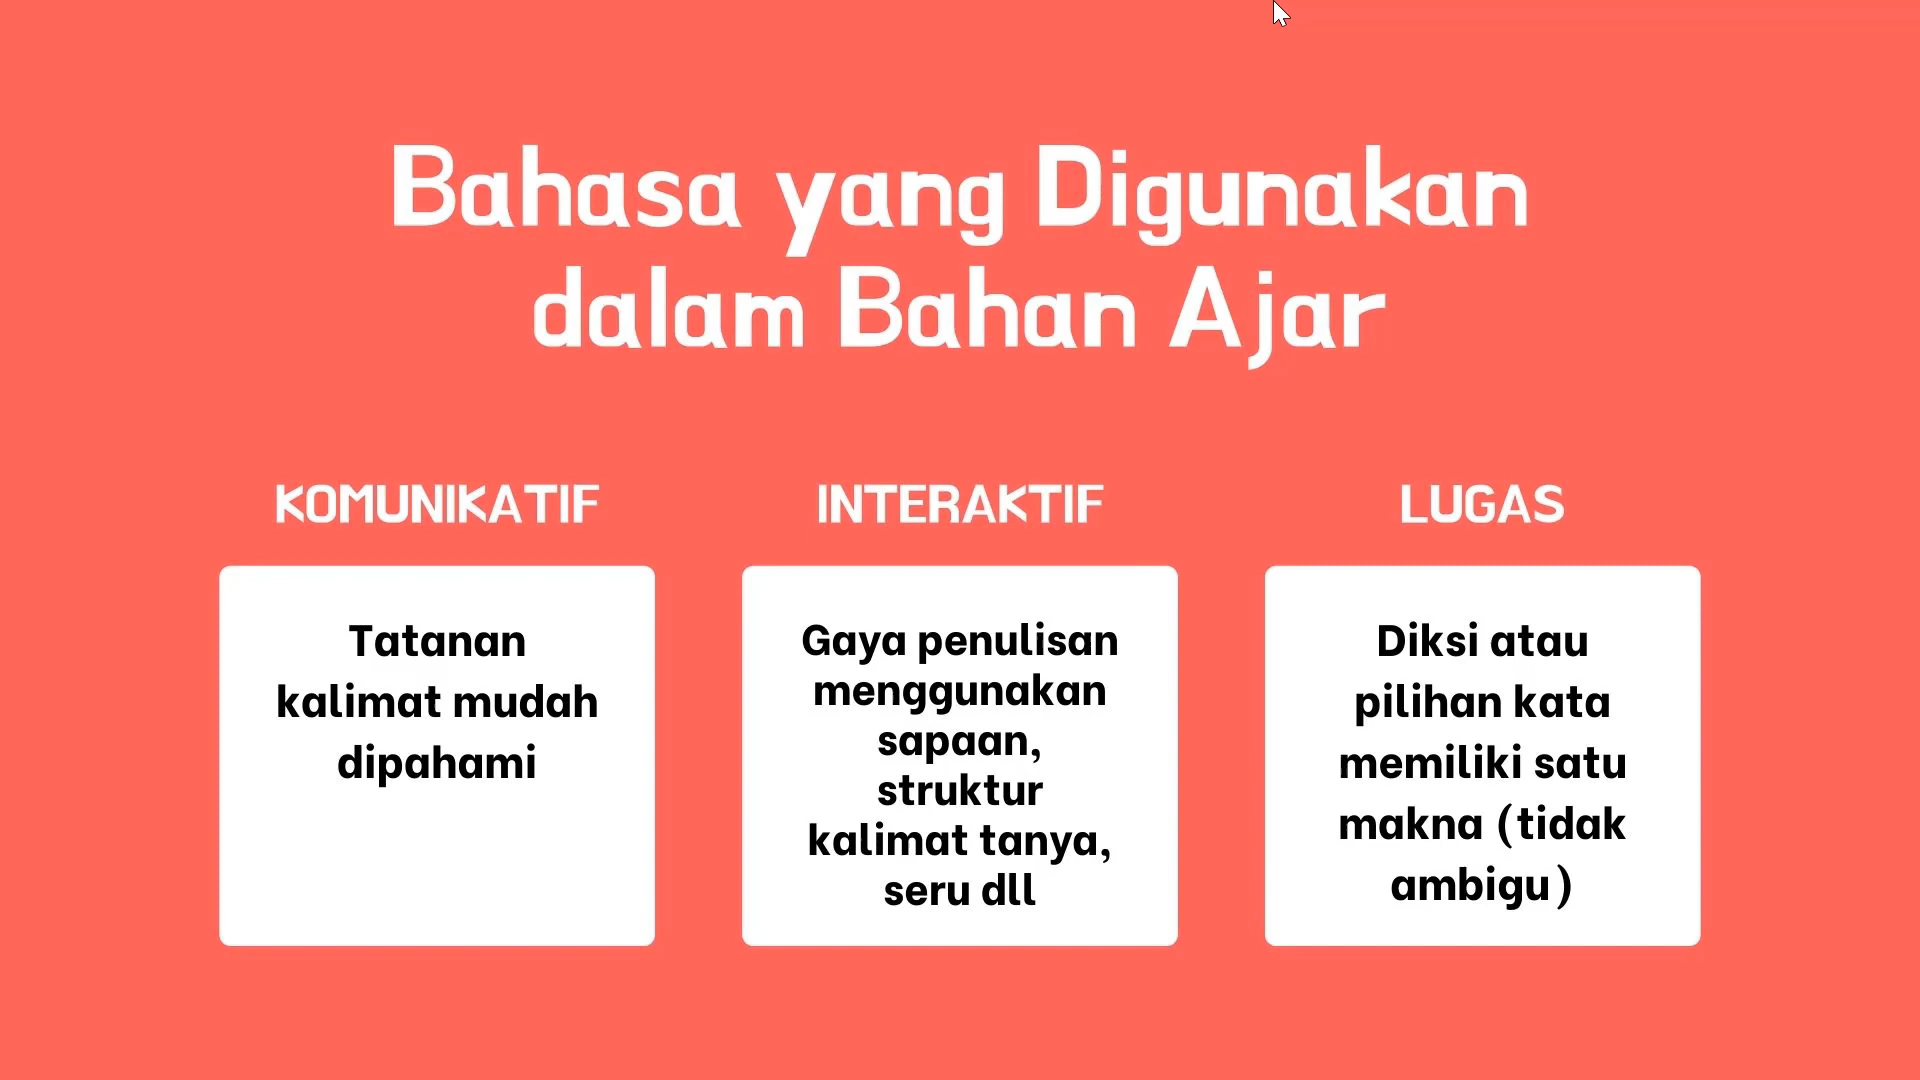 Bahasa yang Digunakan
dalam Bahan Ajar
KOMUNIKATIF
Tatanan
kalimat mudah
dipahami
INTERAKTIF
Gaya penulisan
menggunakan
sapaan,
struktur
kalimat tanya,
seru dll
LUGAS
Diksi atau
pilihan kata
memiliki satu
makna (tidak
ambigu)